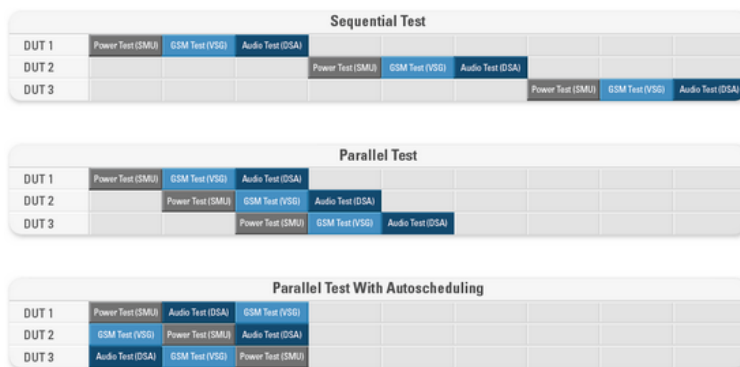 Sequential Test
DUT 1 Power Test (SMU) GSM Test (VSG) Audio Test (DSA)
DUT 2 Power Test (SMU) GSM Test (VSG) Audio Test (DSA)
DUT 3 Power Test (SMU) GSM Test (VSG) Audio Test (DSA)
Parallel Test
DUT 1 Power Test (SMU) GSM Test (VSG) Audio Test (DSA)
DUT 2 Power Test (SMU) GSM Test (VSG) Audio Test (DSA)
DUT 3 Power Test (SMU) GSM Test (VSG) Audio Test (DSA)
Parallel Test With Autoscheduling
DUT 1 Power Test (SMU) Audio Test (DSA) GSM Test (VSG)
DUT 2 GSM Test (VSG) Power Test (SMU) Audio Test (DSA)
DUT 3 Audio Test (DSA) GSM Test (VSG) Power Test (SMU)